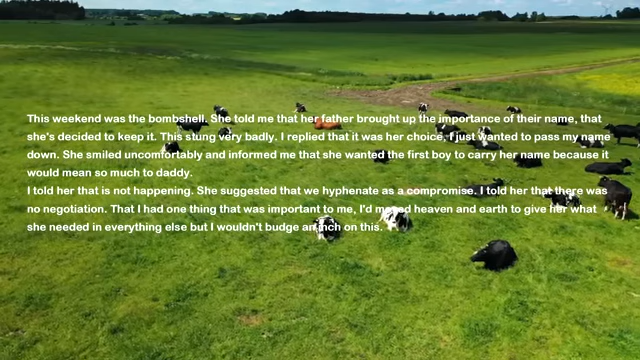 This weekend was the bombshell. She told me that her father brought up the importance of their name, that
she's decided to keep it. This stung very badly. I replied that it was her choice, I just wanted to pass my name
down. She smiled uncomfortably and informed me that she wanted the first boy to carry her name because it
would mean so much to daddy.
I told her that is not happening. She suggested that we hyphenate as a compromise. I told her that there was
no negotiation. That I had one thing that was important to me, I'd moved heaven and earth to give her what
she needed in everything else but I wouldn't budge an inch on this.